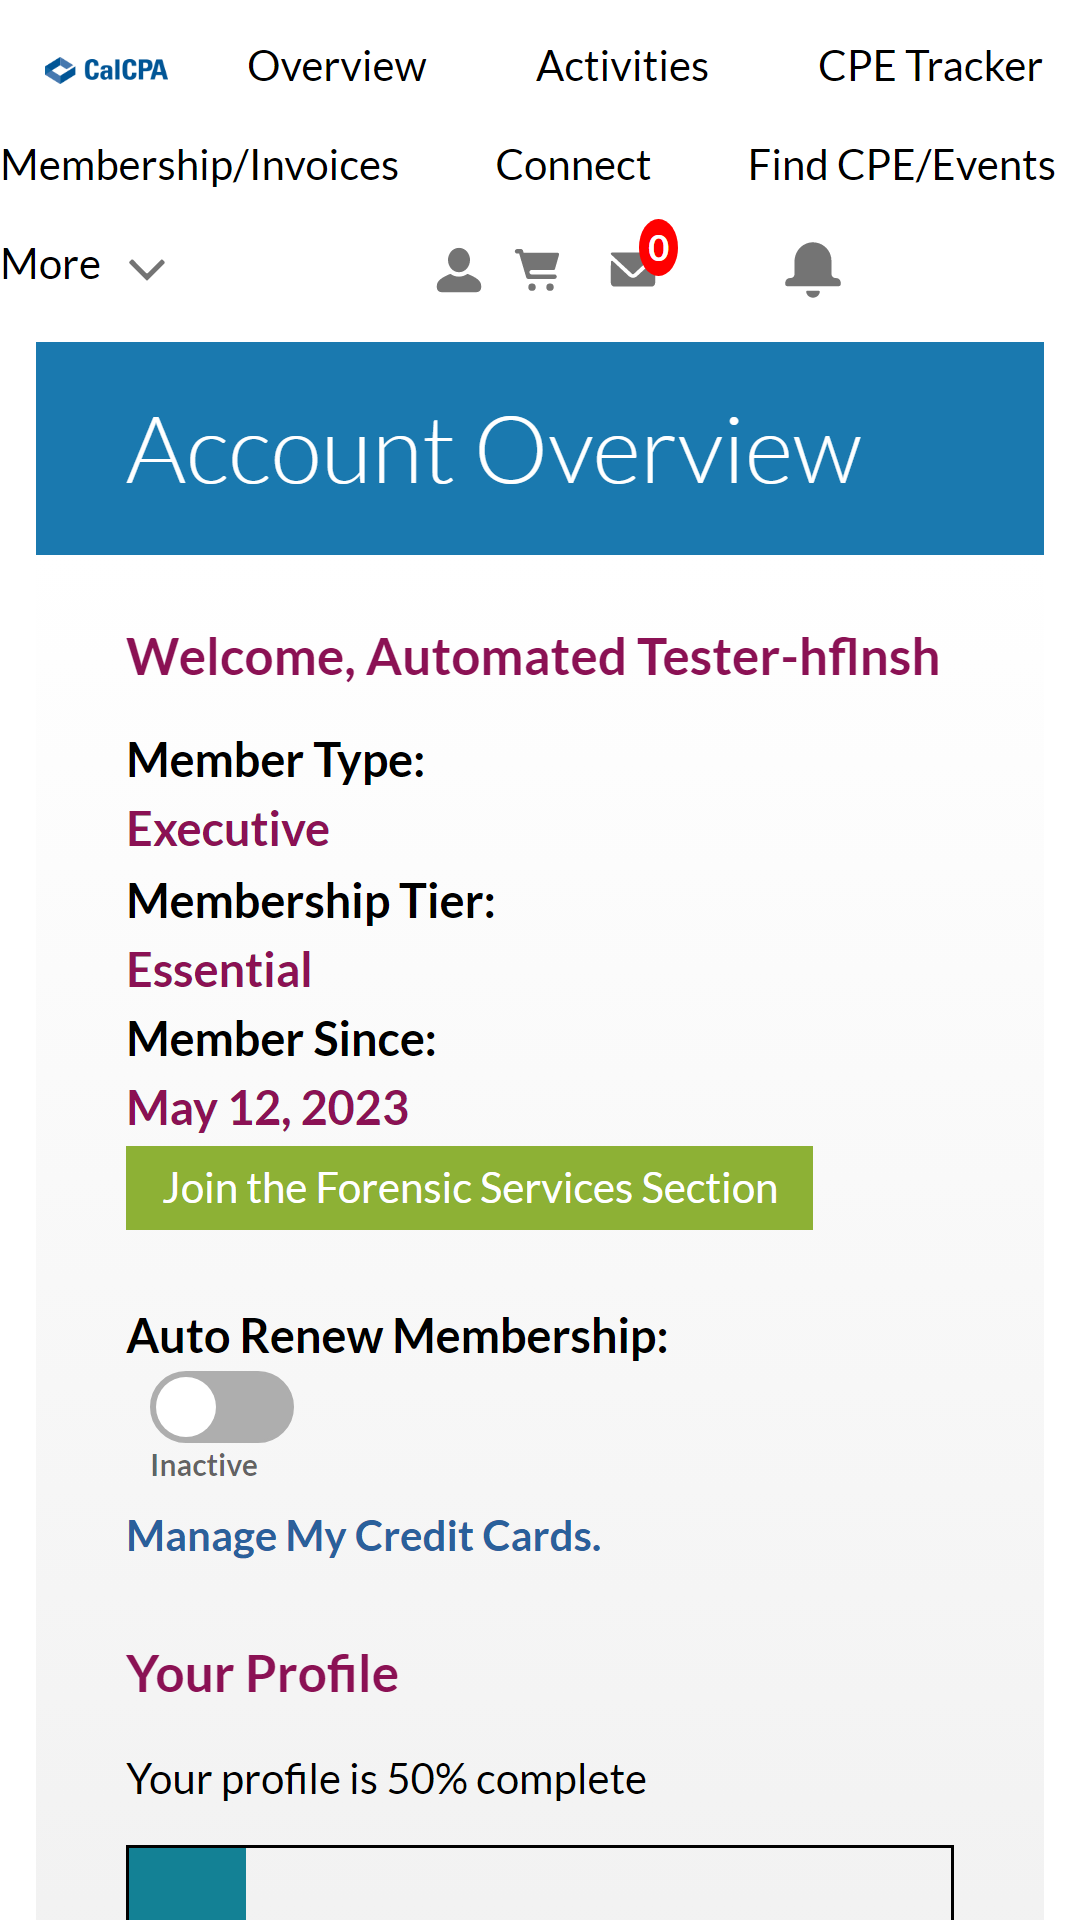 CalCPA Overview Activities CPE Tracker
Membership/Invoices Connect Find CPE/Events
More 0
Account Overview
Welcome, Automated Tester-hflnsh
Member Type:
Executive
Membership Tier:
Essential
Member Since:
May 12, 2023
Join the Forensic Services Section
Auto Renew Membership:
Inactive
Manage My Credit Cards.
Your Profile
Your profile is 50% complete